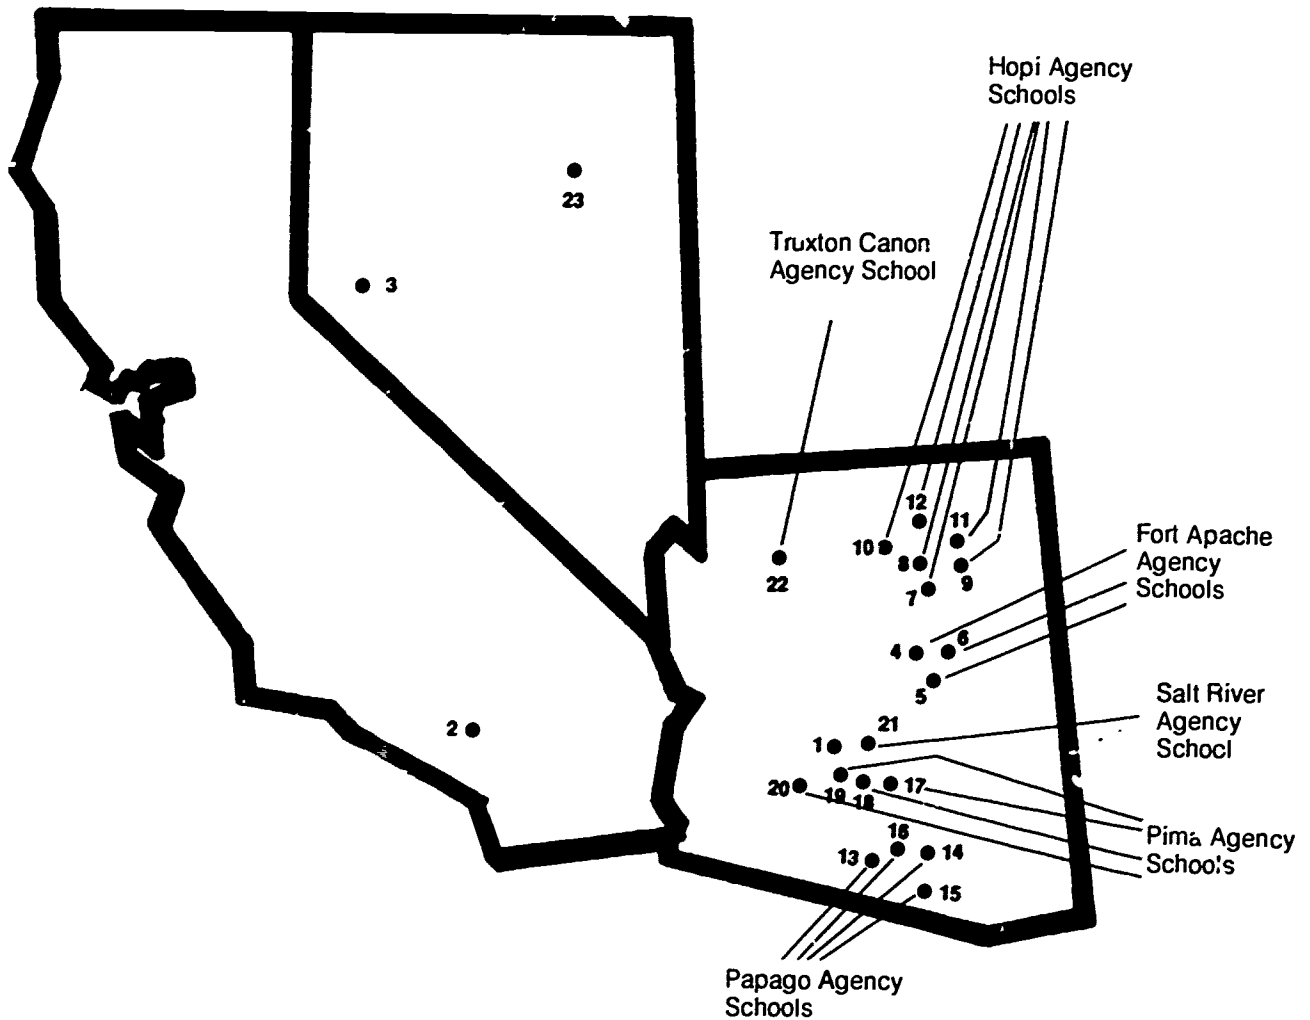 Hopi Agency
Schools
23
Truxton Canon
Agency School
3
12
11
Fort Apache
Agency
Schools
10
8
9
22
7
6
4
5
Salt River
Agency
School
21
2
1
20
19
18
17
Pima Agency
Schools
16
13
14
15
Papago Agency
Schools